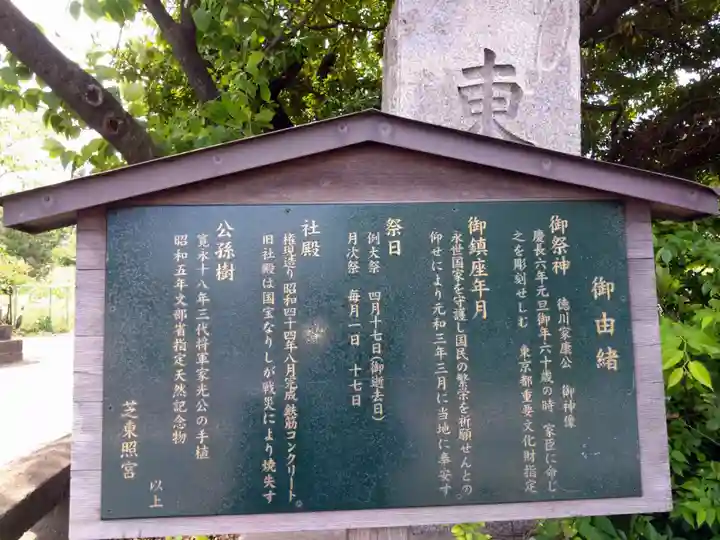 東
御由緒
御祭神　徳川家康公　御神像
慶長六年元旦御年六十歳の時　家臣に命じ
之を彫刻せしむ　東京都重要文化財指定
御鎮座年月
永世国家を守護し国民の繁栄を祈願せんとの
仰せにより元和三年三月に当地に奉安す
祭日
例大祭　四月十七日(御逝去日)
月次祭　毎月一日　十七日
社殿
権現造り 昭和四十四年八月完成 鉄筋コンクリート。
旧社殿は国宝なりしが戦災により焼失す
公孫樹
寛永十八年三代将軍家光公の手植
昭和五年文部省指定天然記念物
以上
芝東照宮